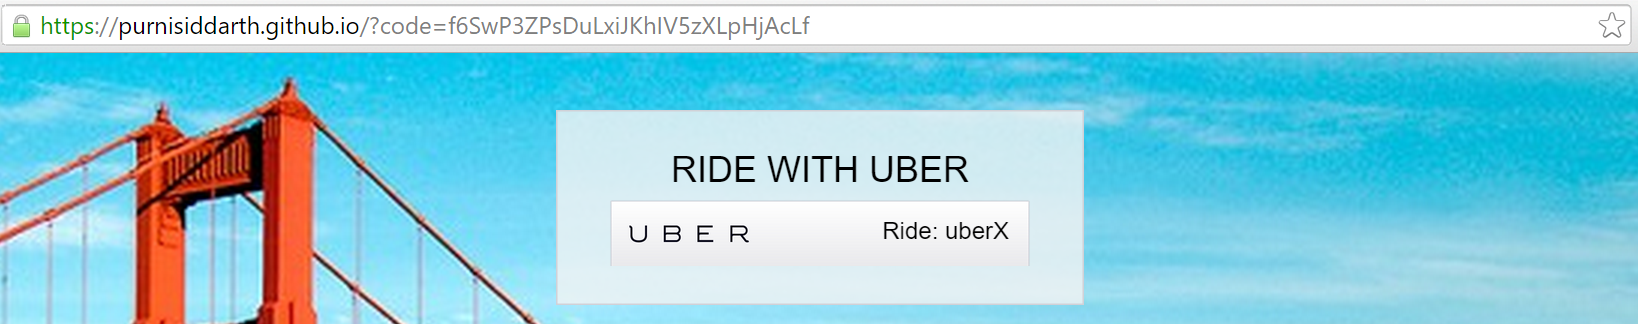 https://purnisiddarth.github.io/?code=f6SwP3ZPsDuLxiJKhIV5zXLpHjAcLf
RIDE WITH UBER
UBER Ride: uberX